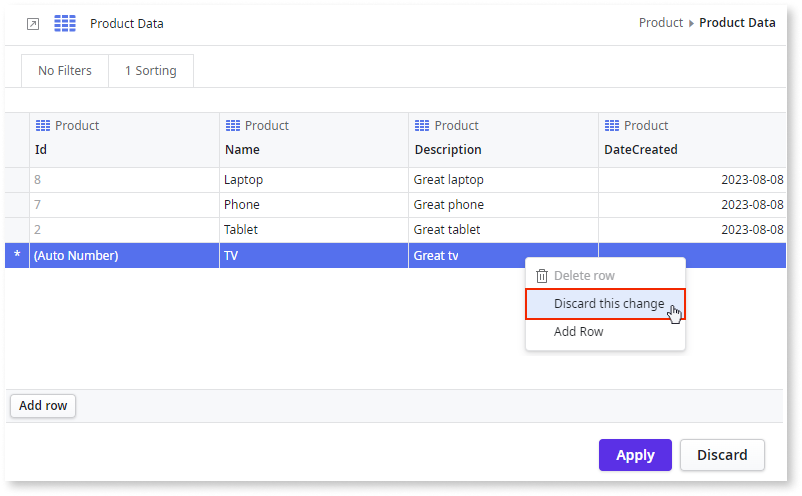 Product Data
Product Product Data
No Filters 1 Sorting
Product Product Product Product
Id Name Description DateCreated
8 Laptop Great laptop 2023-08-08
7 Phone Great phone 2023-08-08
2 Tablet Great tablet 2023-08-08
* (Auto Number) TV Great tv
Delete row
Discard this change
Add Row
Add row
Apply Discard